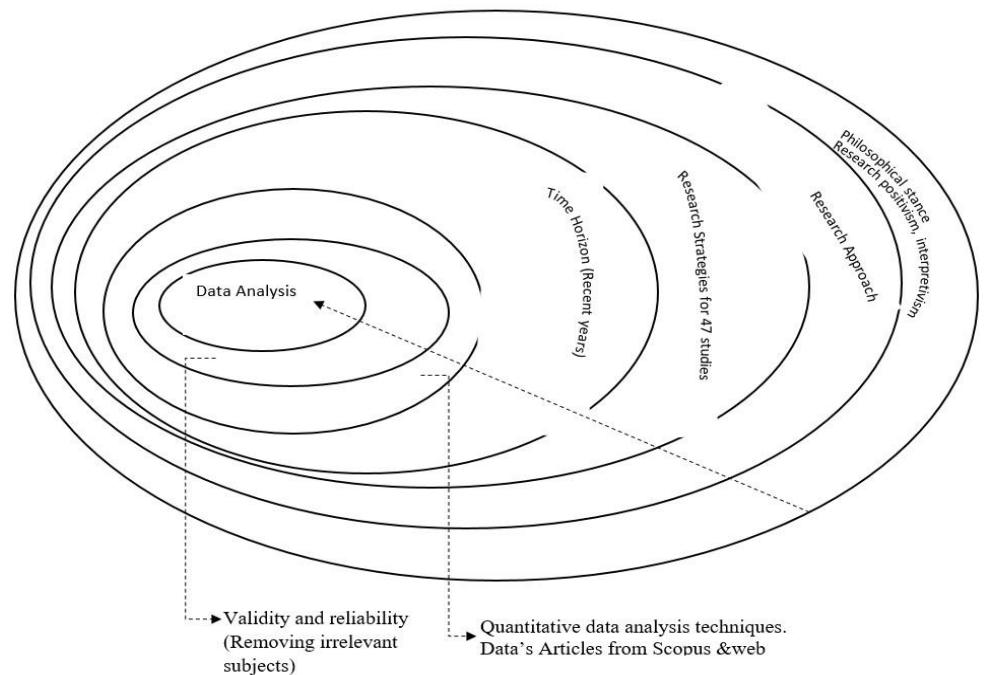 Philosophical stance
Research positivism, interpretivism
Research Approach
Research Strategies for 47 studies
Time Horizon (Recent years)
Data Analysis
Validity and reliability
(Removing irrelevant
subjects)
Quantitative data analysis techniques.
Data’s Articles from Scopus &web